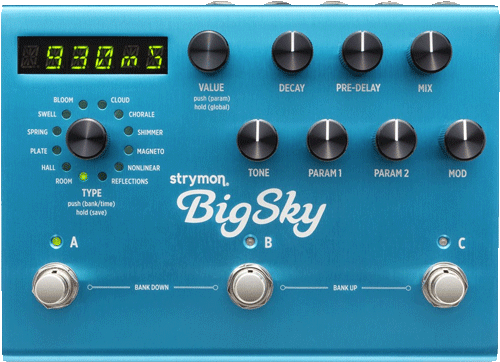 930mS
VALUE
push (param)
hold (global)
DECAY
PRE-DELAY
MIX
BLOOM
CLOUD
SWELL
CHORALE
SPRING
SHIMMER
PLATE
MAGNETO
HALL
NONLINEAR
ROOM
REFLECTIONS
TYPE
push (bank/time)
hold (save)
TONE
PARAM 1
PARAM 2
MOD
strymon®
BigSky
A
B
C
BANK DOWN
BANK UP